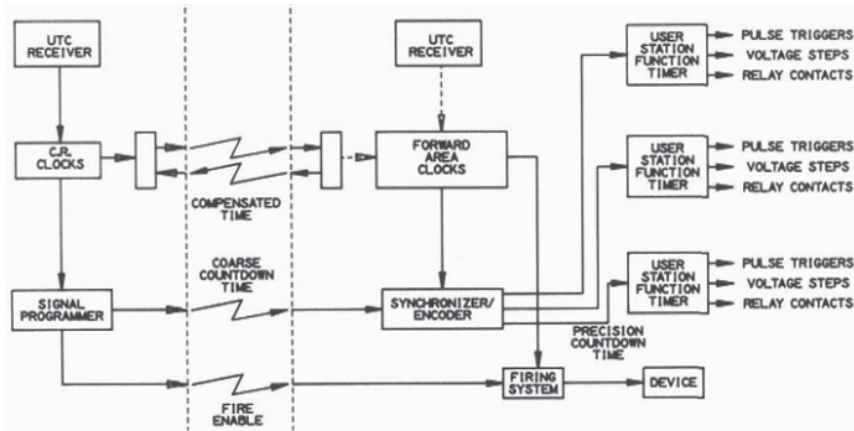 UTC
RECEIVER
UTC
RECEIVER
USER
STATION
FUNCTION
TIMER
PULSE TRIGGERS
VOLTAGE STEPS
RELAY CONTACTS
C.R.
CLOCKS
FORWARD
AREA
CLOCKS
COMPENSATED
TIME
USER
STATION
FUNCTION
TIMER
PULSE TRIGGERS
VOLTAGE STEPS
RELAY CONTACTS
COARSE
COUNTDOWN
TIME
SIGNAL
PROGRAMMER
SYNCHRONIZER/
ENCODER
USER
STATION
FUNCTION
TIMER
PULSE TRIGGERS
VOLTAGE STEPS
RELAY CONTACTS
PRECISION
COUNTDOWN
TIME
FIRE
ENABLE
FIRING
SYSTEM
DEVICE